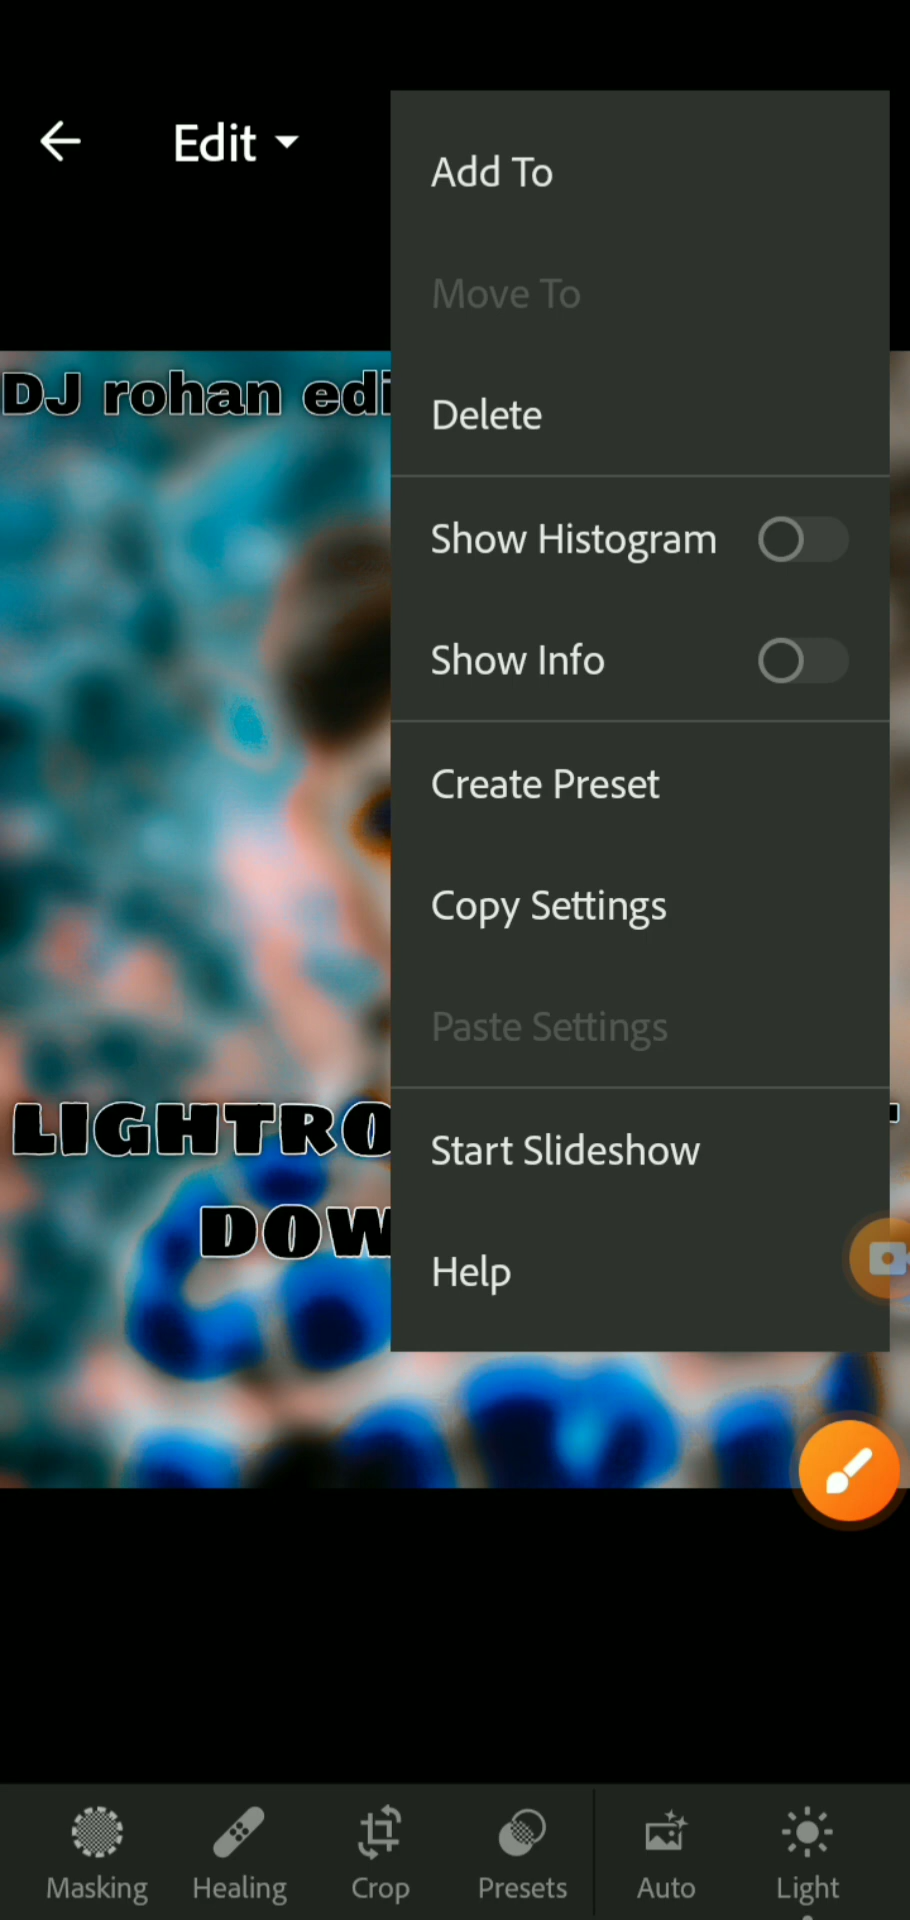 Edit
Add To
Move To
Delete
DJ rohan edi
Show Histogram
Show Info
Create Preset
Copy Settings
Paste Settings
LIGHTRO
Start Slideshow
DOW
Help
Masking
Healing
Crop
Presets
Auto
Light